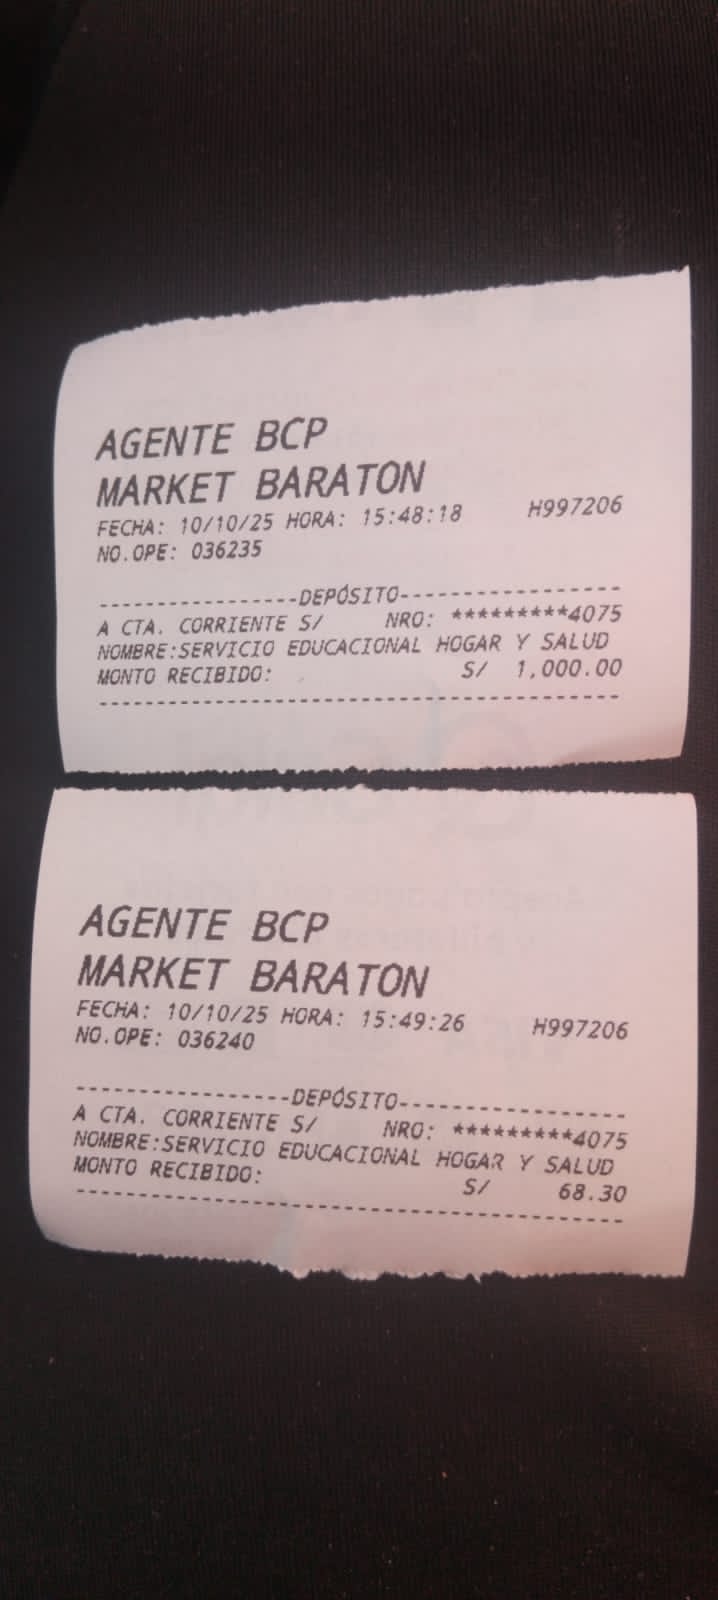 AGENTE BCP
MARKET BARATON
FECHA: 10/10/25 HORA: 15:48:18 H997206
NO.OPE: 036235
-----------------DEPÓSITO-------------------
A CTA. CORRIENTE S/ NRO: *********4075
NOMBRE:SERVICIO EDUCACIONAL HOGAR Y SALUD
MONTO RECIBIDO: S/ 1,000.00
--------------------------------------------
AGENTE BCP
MARKET BARATON
FECHA: 10/10/25 HORA: 15:49:26 H997206
NO.OPE: 036240
-----------------DEPÓSITO-------------------
A CTA. CORRIENTE S/ NRO: *********4075
NOMBRE:SERVICIO EDUCACIONAL HOGAR Y SALUD
MONTO RECIBIDO: S/ 68.30
--------------------------------------------